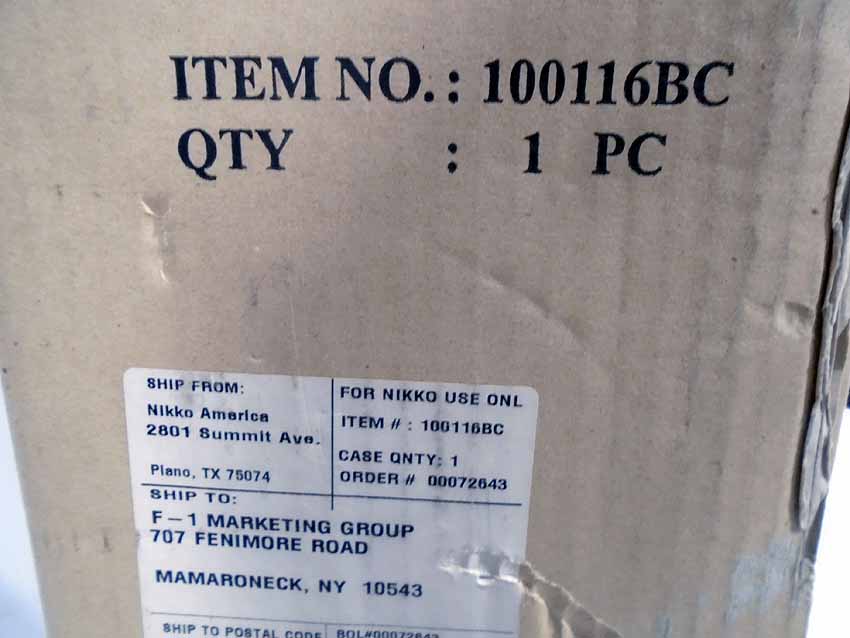 ITEM NO.: 100116BC
QTY : 1 PC
SHIP FROM:
Nikko America
2801 Summit Ave.
Plano, TX 75074
FOR NIKKO USE ONL
ITEM # : 100116BC
CASE QNTY: 1
ORDER # 00072643
SHIP TO:
F-1 MARKETING GROUP
707 FENIMORE ROAD
MAMARONECK, NY 10543
SHIP TO POSTAL CODE
BOL#00072643